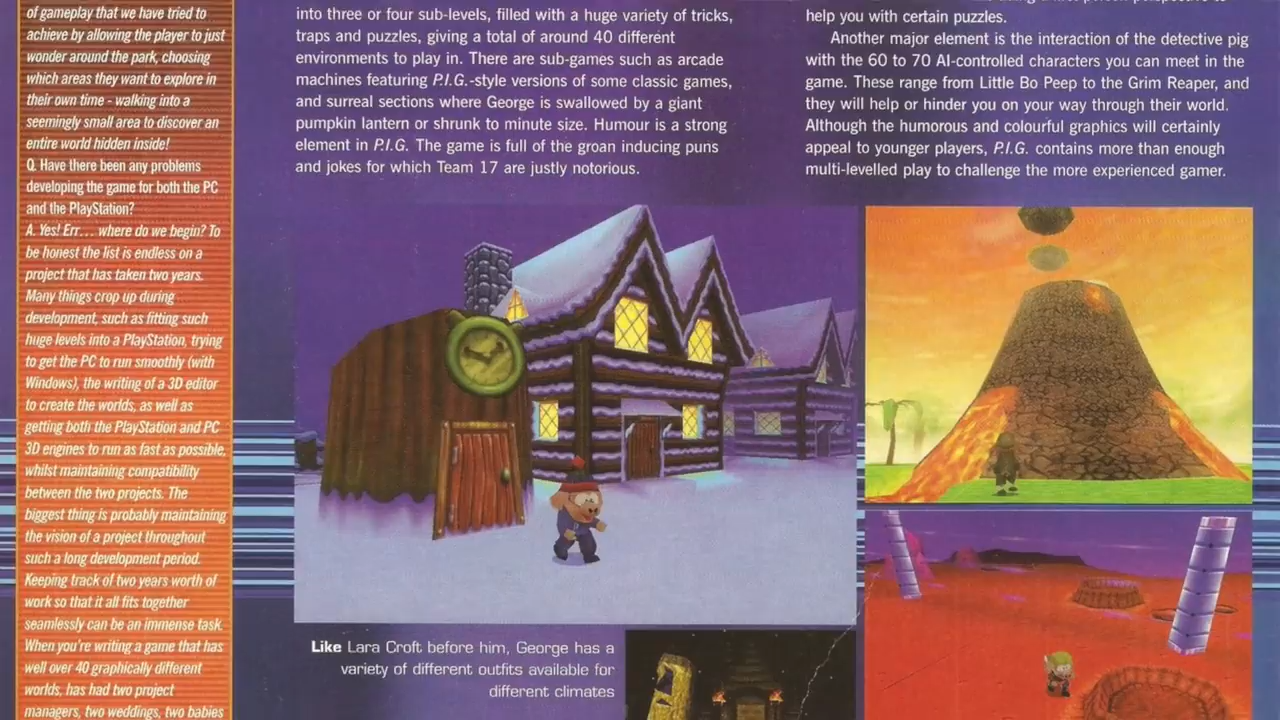 of gameplay that we have tried to
achieve by allowing the player to just
wonder around the park, choosing
which areas they want to explore in
their own time - walking into a
seemingly small area to discover an
entire world hidden inside!
Q. Have there been any problems
developing the game for both the PC
and the PlayStation?
A. Yes! Err... where do we begin? To
be honest the list is endless on a
project that has taken two years.
Many things crop up during
development, such as fitting such
huge levels into a PlayStation, trying
to get the PC to run smoothly (with
Windows), the writing of a 3D editor
to create the worlds, as well as
getting both the PlayStation and PC
3D engines to run as fast as possible,
whilst maintaining compatibility
between the two projects. The
biggest thing is probably maintaining
the vision of a project throughout
such a long development period.
Keeping track of two years worth of
work so that it all fits together
seamlessly can be an immense task.
When you're writing a game that has
well over 40 graphically different
worlds, has had two project
managers, two weddings, two babies
into three or four sub-levels, filled with a huge variety of tricks,
traps and puzzles, giving a total of around 40 different
environments to play in. There are sub-games such as arcade
machines featuring P.I.G.-style versions of some classic games,
and surreal sections where George is swallowed by a giant
pumpkin lantern or shrunk to minute size. Humour is a strong
element in P.I.G. The game is full of the groan inducing puns
and jokes for which Team 17 are justly notorious.
help you with certain puzzles.
Another major element is the interaction of the detective pig
with the 60 to 70 AI-controlled characters you can meet in the
game. These range from Little Bo Peep to the Grim Reaper, and
they will help or hinder you on your way through their world.
Although the humorous and colourful graphics will certainly
appeal to younger players, P.I.G. contains more than enough
multi-levelled play to challenge the more experienced gamer.
Like Lara Croft before him, George has a
variety of different outfits available for
different climates